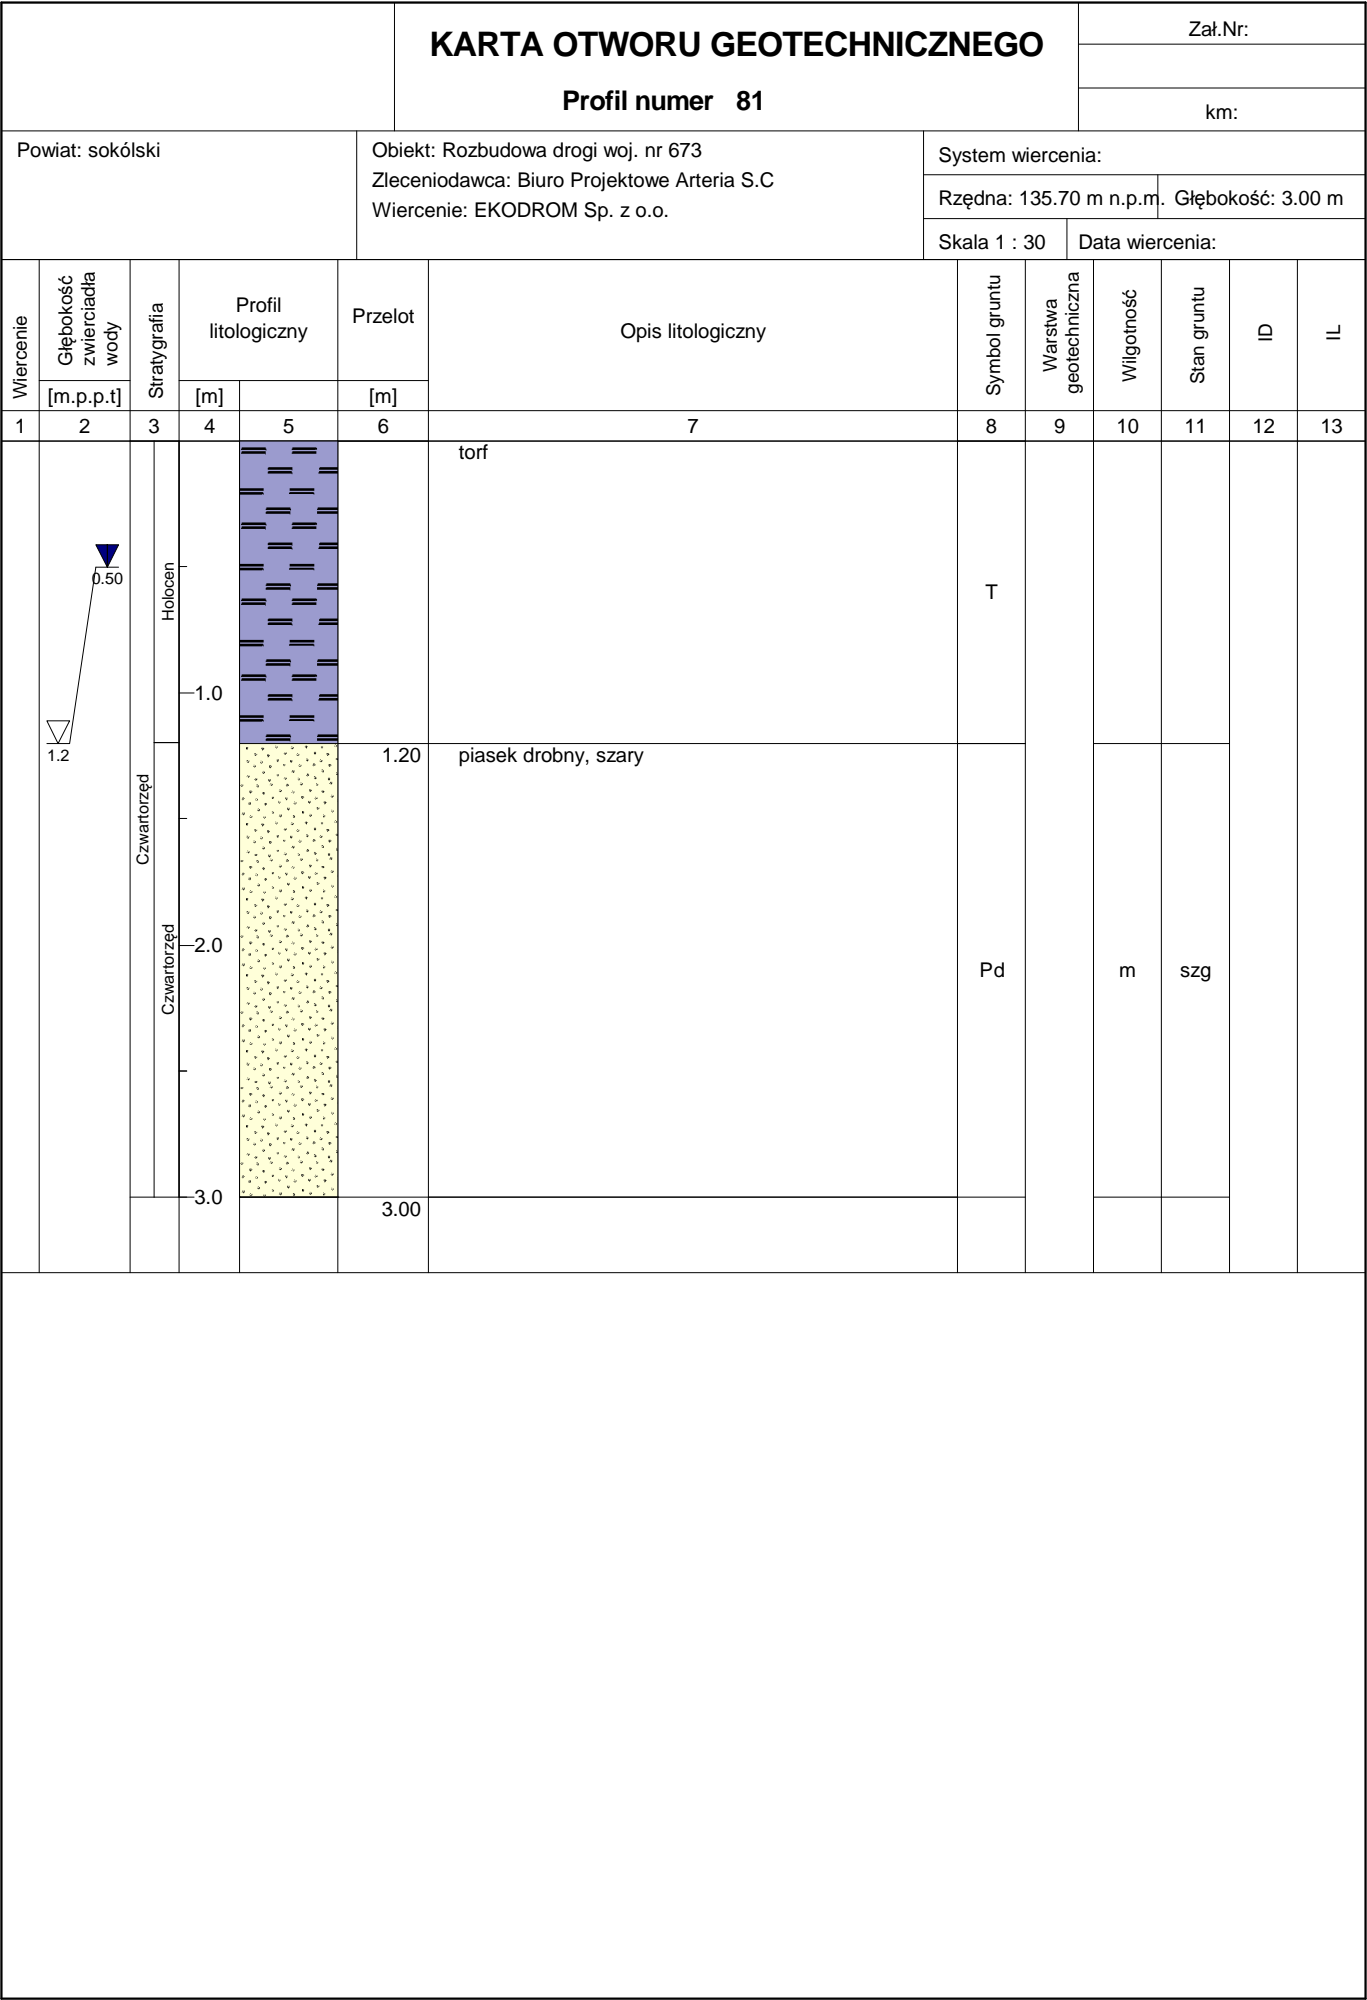 KARTA OTWORU GEOTECHNICZNEGO
Profil numer 81
Zał.Nr:
km:
Powiat: sokólski
Obiekt: Rozbudowa drogi woj. nr 673
Zleceniodawca: Biuro Projektowe Arteria S.C
Wiercenie: EKODROM Sp. z o.o.
System wiercenia:
Rzędna: 135.70 m n.p.m. Głębokość: 3.00 m
Skala 1 : 30 Data wiercenia:
Wiercenie
Głębokość
zwierciadła
wody
[m.p.p.t]
Stratygrafia
Profil
litologiczny
[m]
Przelot
[m]
Opis litologiczny
Symbol gruntu
Warstwa
geotechniczna
Wilgotność
Stan gruntu
ID
IL
1 2 3 4 5 6 7 8 9 10 11 12 13
torf
0.50
Holocen
T
1.0
1.2
1.20 piasek drobny, szary
Czwartorzęd
Czwartorzęd
2.0
Pd m szg
3.0
3.00